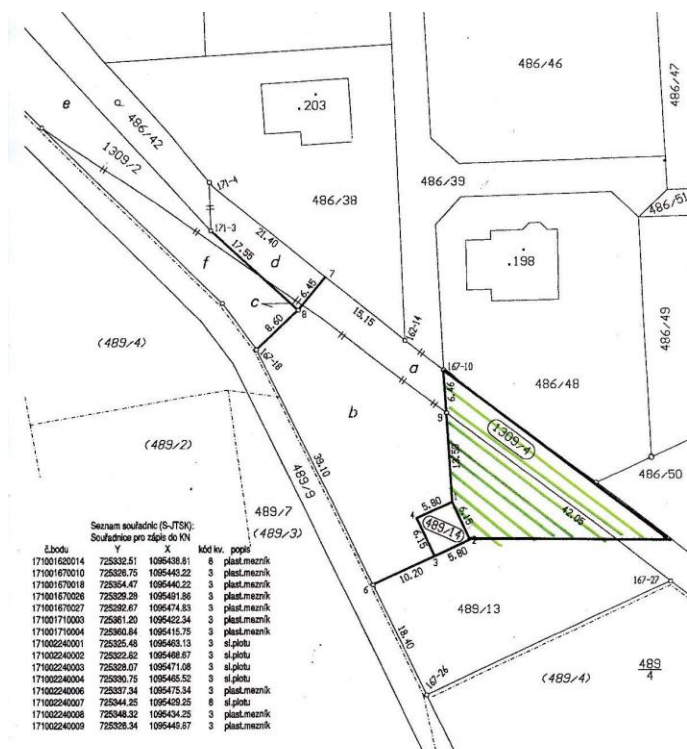 486/46
486/47
.203
e
a
486/42
1309/2
171-4
486/38
486/39
486/51
171-3
21.40
17.55
d
.198
f
7
6.45
c
8
15.15
162-14
486/49
8.60
(489/4)
167-18
a
167-10
486/48
6.46
9
b
1309/4
486/50
(489/2)
39.10
42.05
489/9
5.80
4
489/7
6.15
489/14
6.15
(489/3)
2
5.80
3
167-27
6
10.20
489/13
18.40
167-26
(489/4)
489
4
Seznam souřadnic (S-JTSK):
Souřadnice pro zápis do KN
č.bodu Y X kód kv. popis
171001620014 725332.51 1095438.81 8 plast.mezník
171001670010 725326.75 1095443.22 3 plast.mezník
171001670018 725354.47 1095440.22 3 plast.mezník
171001670026 725329.28 1095491.86 3 plast.mezník
171001670027 725292.67 1095474.83 3 plast.mezník
171001710003 725361.20 1095422.34 3 plast.mezník
171001710004 725360.84 1095415.75 3 plast.mezník
171002240001 725325.48 1095463.13 3 sl.plotu
171002240002 725322.62 1095468.67 3 sl.plotu
171002240003 725328.07 1095471.08 3 sl.plotu
171002240004 725330.75 1095465.52 3 sl.plotu
171002240006 725337.34 1095475.34 3 plast.mezník
171002240007 725344.25 1095429.25 8 sl.plotu
171002240008 725348.32 1095434.25 3 plast.mezník
171002240009 725326.34 1095449.67 3 plast.mezník